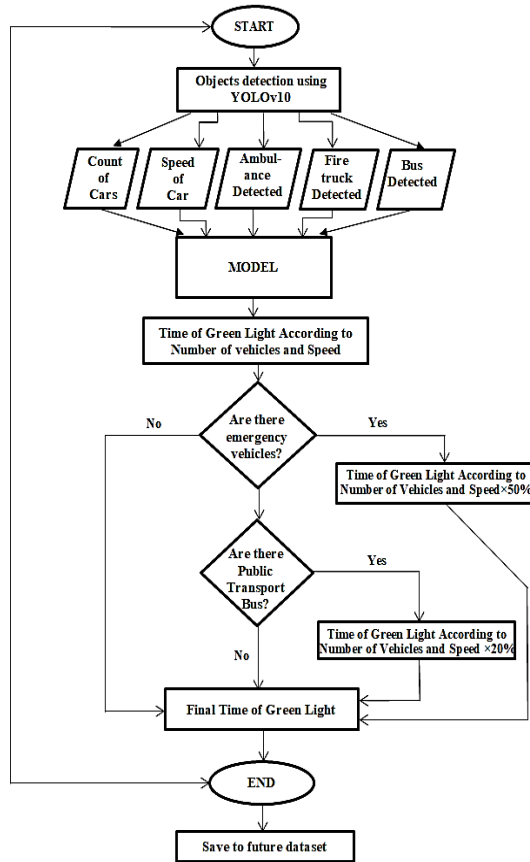 START
Objects detection using
YOLOv10
Count
of
Cars
Speed
of
Car
Ambul-
ance
Detected
Fire
truck
Detected
Bus
Detected
MODEL
Time of Green Light According to
Number of vehicles and Speed
Are there
emergency
vehicles?
No
Yes
Time of Green Light According to
Number of Vehicles and Speed×50%
Are there
Public
Transport
Bus?
Yes
Time of Green Light According to
Number of Vehicles and Speed ×20%
No
Final Time of Green Light
END
Save to future dataset